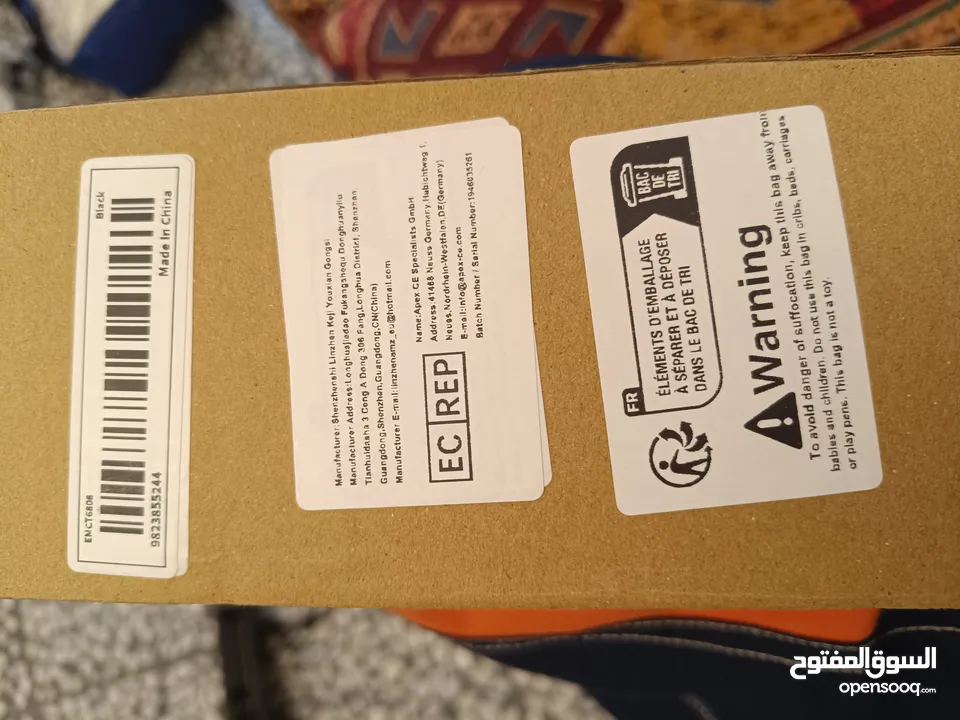 EMCT6808
Black
9823855244
Made In China
Manufacturer: Shenzhenshi Linzhen Keji Youxian Gongsi
Manufacturer Address:Longhuajiedao Fukangshequ Donghuanyilu
Tianhuidasha 3 Ceng A Dong 306 Fang,Longhua District, Shenzhen,
Guangdong,Shenzhen,Guangdong,CN(China)
Manufacturer E-mail:linzhenamz_eu@hotmail.com
EC REP
Name:Apex CE Specialists GmbH
Address:41468 Neuss Germany,Habichtweg 1,
Neuss,Nordrhein-Westfalen,DE(Germany)
E-mail:info@apex-ce.com
Batch Number / Serial Number:1946035261
FR
ÉLÉMENTS D'EMBALLAGE
À SÉPARER ET À DÉPOSER
DANS LE BAC DE TRI
BAC
DE
TRI
Warning
To avoid danger of suffocation, keep this bag away from
babies and children. Do not use this bag in cribs, beds, carriages
or play pens. This bag is not a toy.
السوق المفتوح
opensooq.com